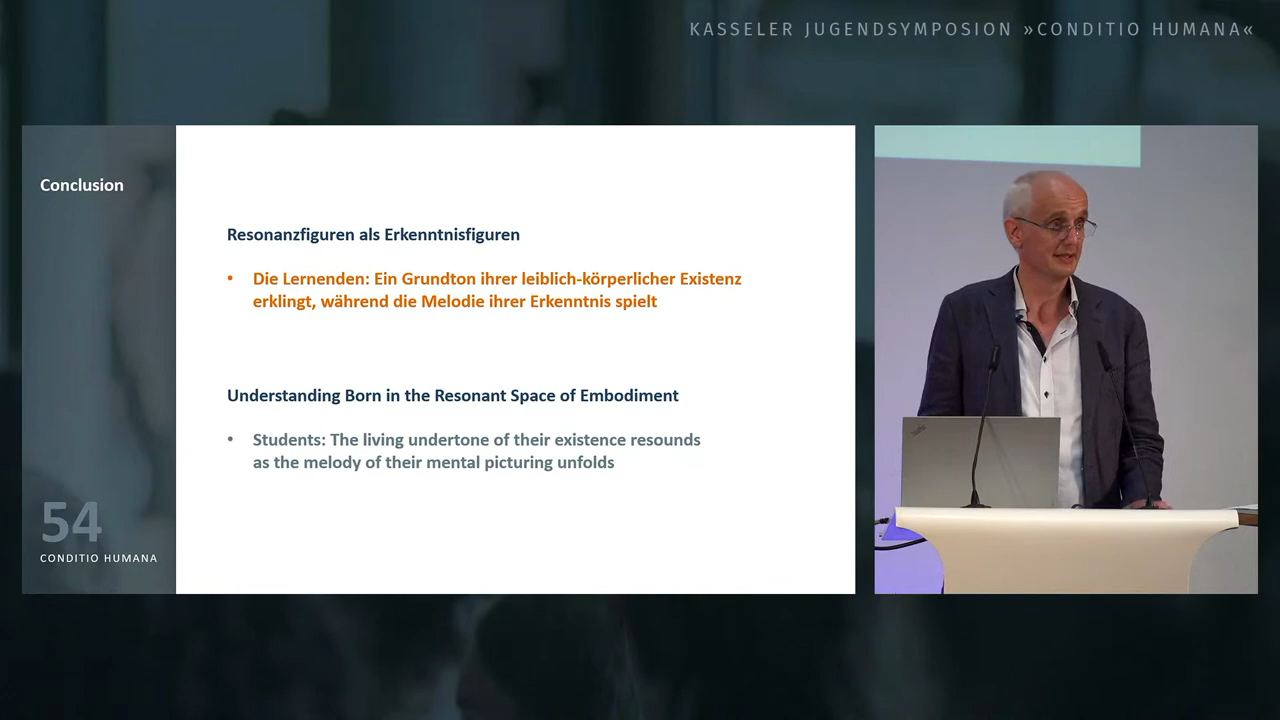 KASSELER JUGENDSYMPOSION »CONDITIO HUMANA«
Conclusion
Resonanzfiguren als Erkenntnisfiguren
• Die Lernenden: Ein Grundton ihrer leiblich-körperlicher Existenz
erklingt, während die Melodie ihrer Erkenntnis spielt
Understanding Born in the Resonant Space of Embodiment
• Students: The living undertone of their existence resounds
as the melody of their mental picturing unfolds
54
CONDITIO HUMANA